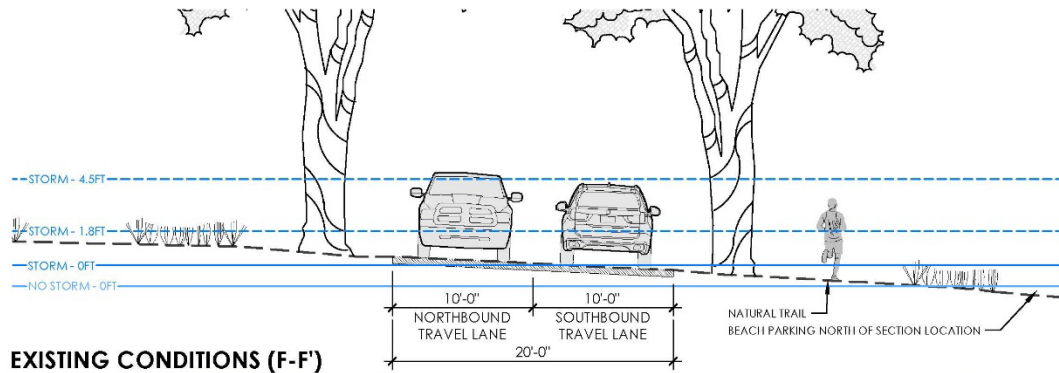 STORM - 4.5FT
STORM - 1.8FT
STORM - 0FT
NO STORM - 0FT
10'-0" 10'-0"
NORTHBOUND TRAVEL LANE
SOUTHBOUND TRAVEL LANE
20'-0"
NATURAL TRAIL
BEACH PARKING NORTH OF SECTION LOCATION
EXISTING CONDITIONS (F-F')